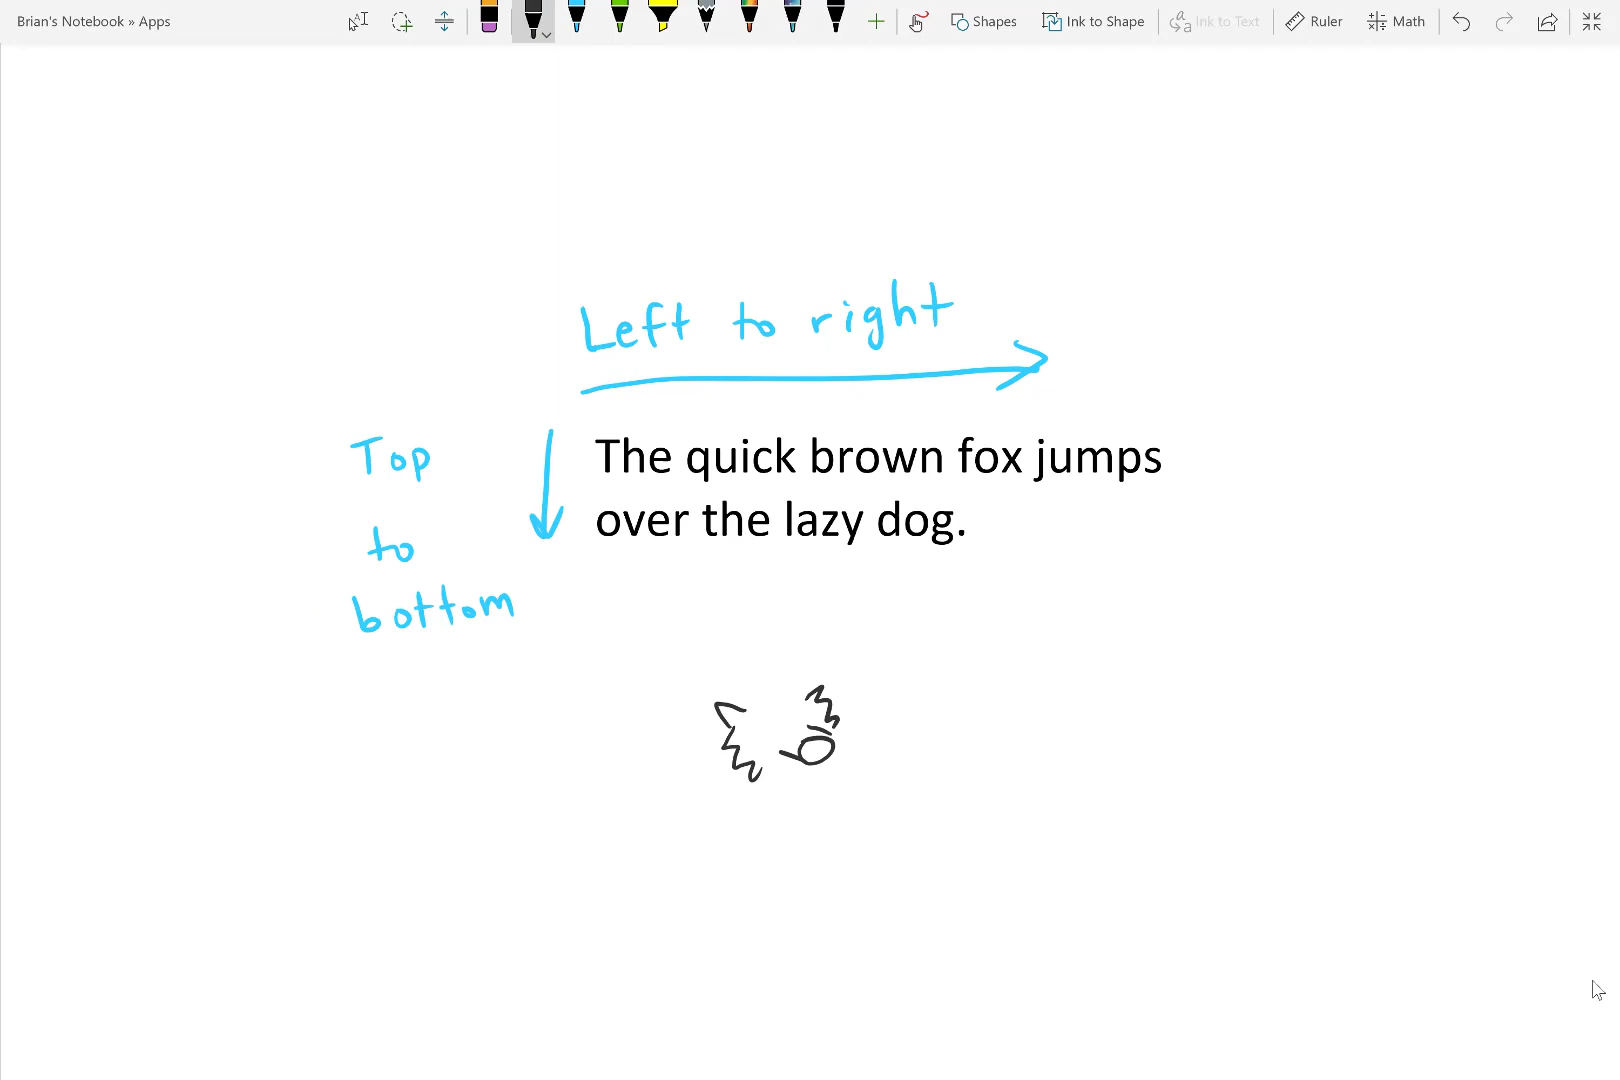 Brian's Notebook » Apps
Shapes
Ink to Shape
Ink to Text
Ruler
Math
Left to right
Top
to
bottom
The quick brown fox jumps
over the lazy dog.